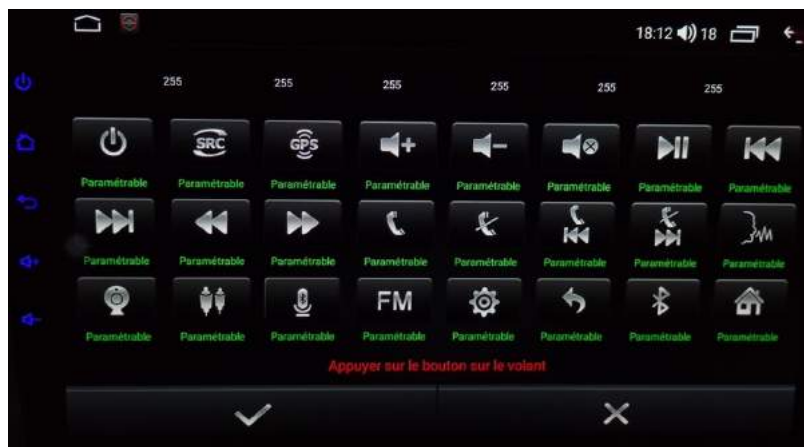 18:12 18
255 255 255 255 255 255
SRC GPS
Paramétrable Paramétrable Paramétrable Paramétrable Paramétrable Paramétrable Paramétrable Paramétrable
Paramétrable Paramétrable Paramétrable Paramétrable Paramétrable Paramétrable Paramétrable Paramétrable
FM
Paramétrable Paramétrable Paramétrable Paramétrable Paramétrable Paramétrable Paramétrable Paramétrable
Appuyer sur le bouton sur le volant